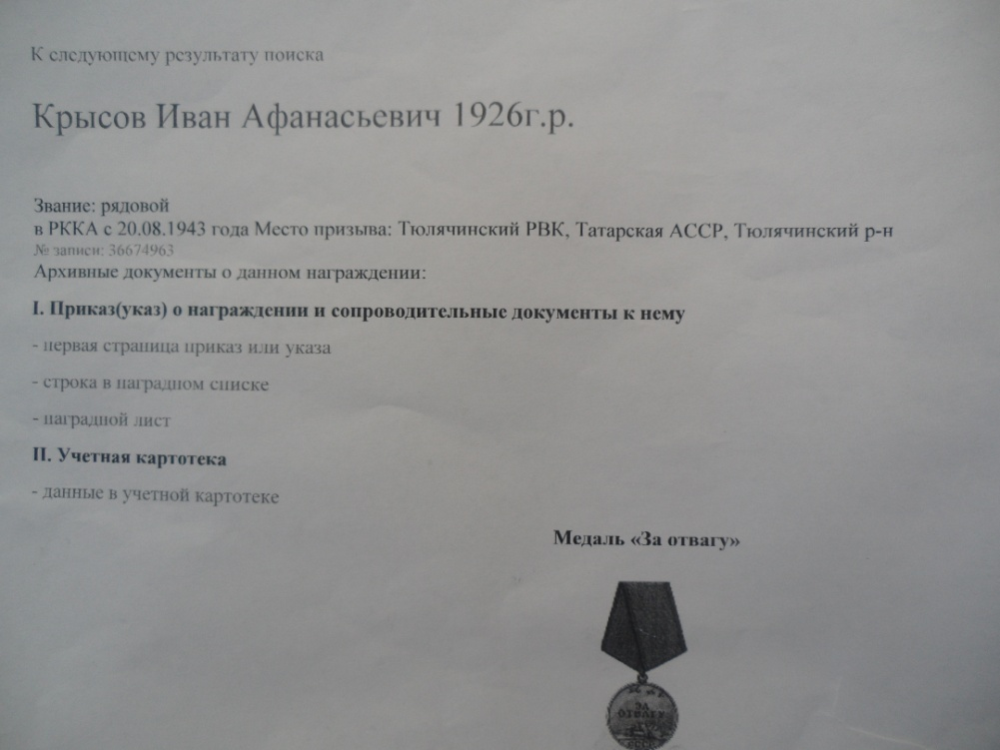 К следующему результату поиска
Крысов Иван Афанасьевич 1926г.р.
Звание: рядовой
в РККА с 20.08.1943 года Место призыва: Тюлячинский РВК, Татарская АССР, Тюлячинский р-н
№ записи: 36674963
Архивные документы о данном награждении:
I. Приказ(указ) о награждении и сопроводительные документы к нему
- первая страница приказ или указа
- строка в наградном списке
- наградной лист
II. Учетная картотека
- данные в учетной картотеке
Медаль «За отвагу»
ЗА
ОТВАГУ
СССР